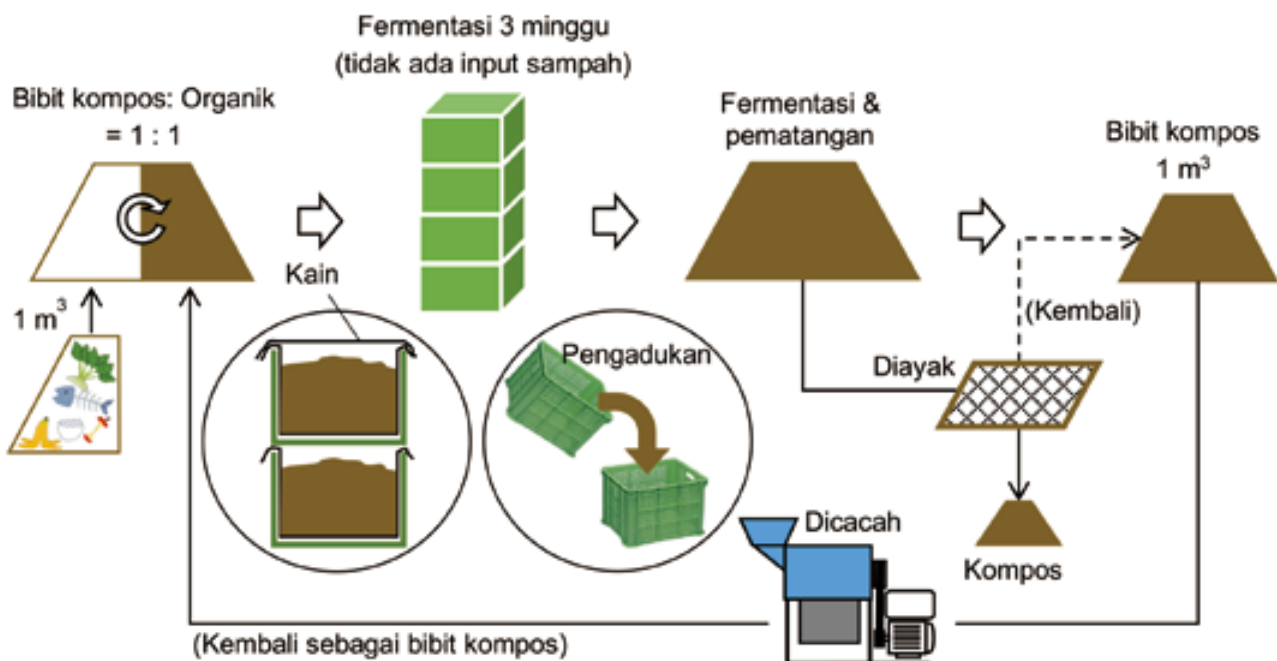 Fermentasi 3 minggu
(tidak ada input sampah)
Bibit kompos: Organik
= 1 : 1
Fermentasi &
pematangan
Bibit kompos
1 m³
Kain
1 m³
Pengadukan
(Kembali)
Diayak
Dicacah
Kompos
(Kembali sebagai bibit kompos)